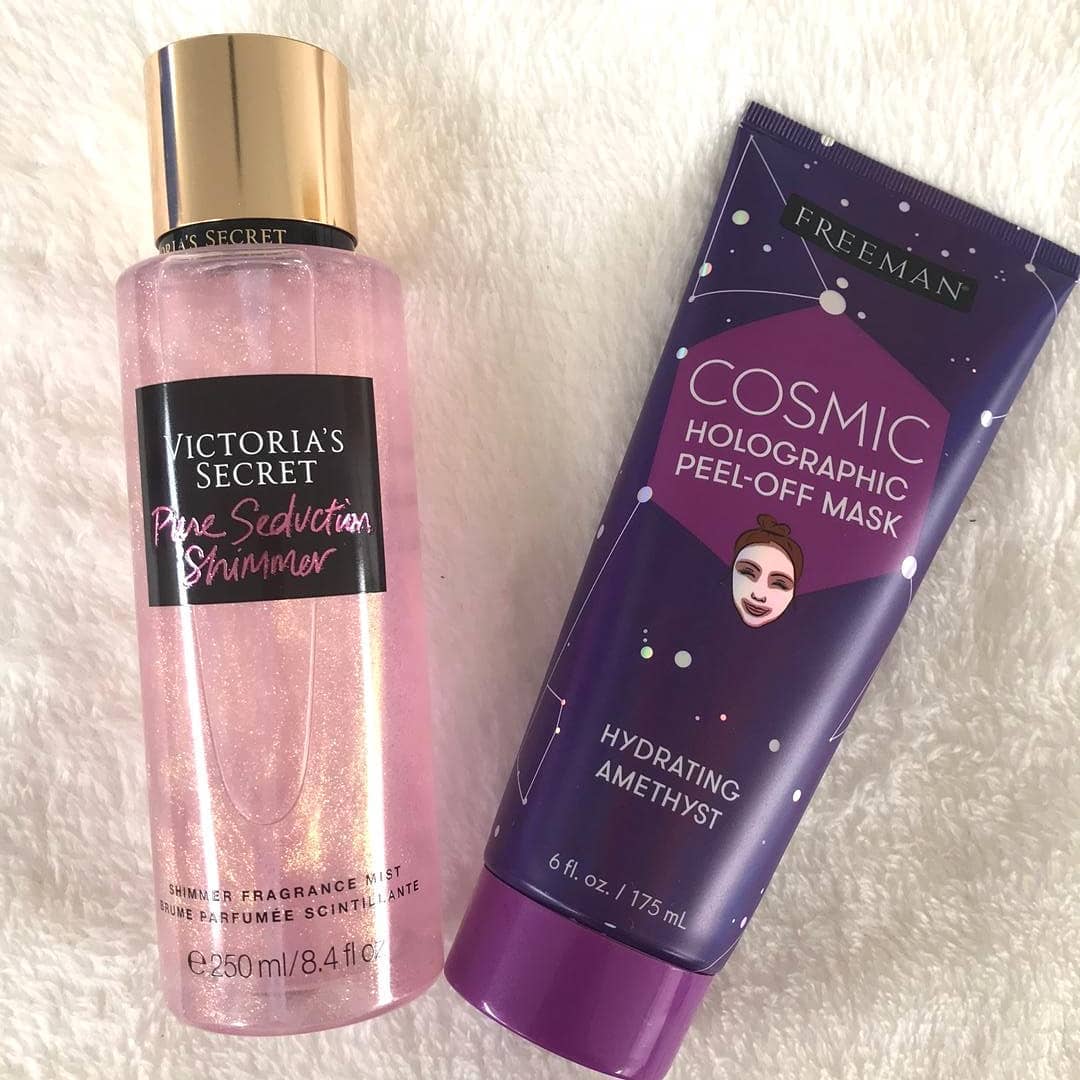 VICTORIA'S SECRET
VICTORIA'S
SECRET
Pure Seduction
Shimmer
SHIMMER FRAGRANCE MIST
BRUME PARFUMÉE SCINTILLANTE
℮250 ml/8.4 fl oz
FREEMAN®
COSMIC
HOLOGRAPHIC
PEEL-OFF MASK
HYDRATING
AMETHYST
6 fl. oz. / 175 mL